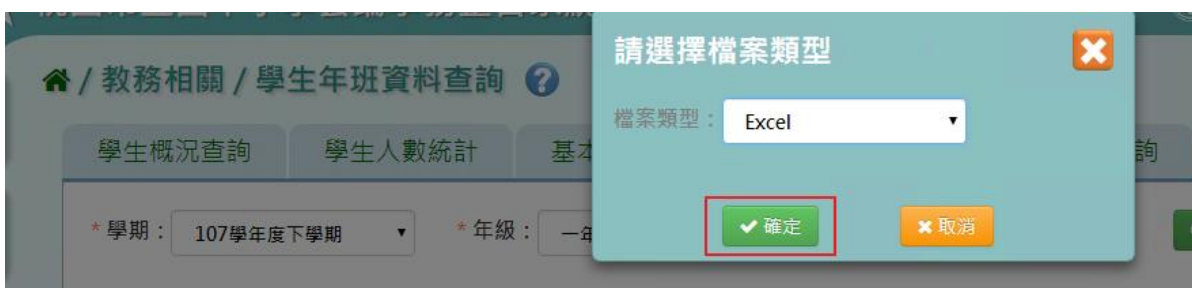 請選擇檔案類型
/ 教務相關 / 學生年班資料查詢
檔案類型： Excel
學生概況查詢 學生人數統計 基本 詢
*學期： 107學年度下學期 *年級： 一年
確定 取消